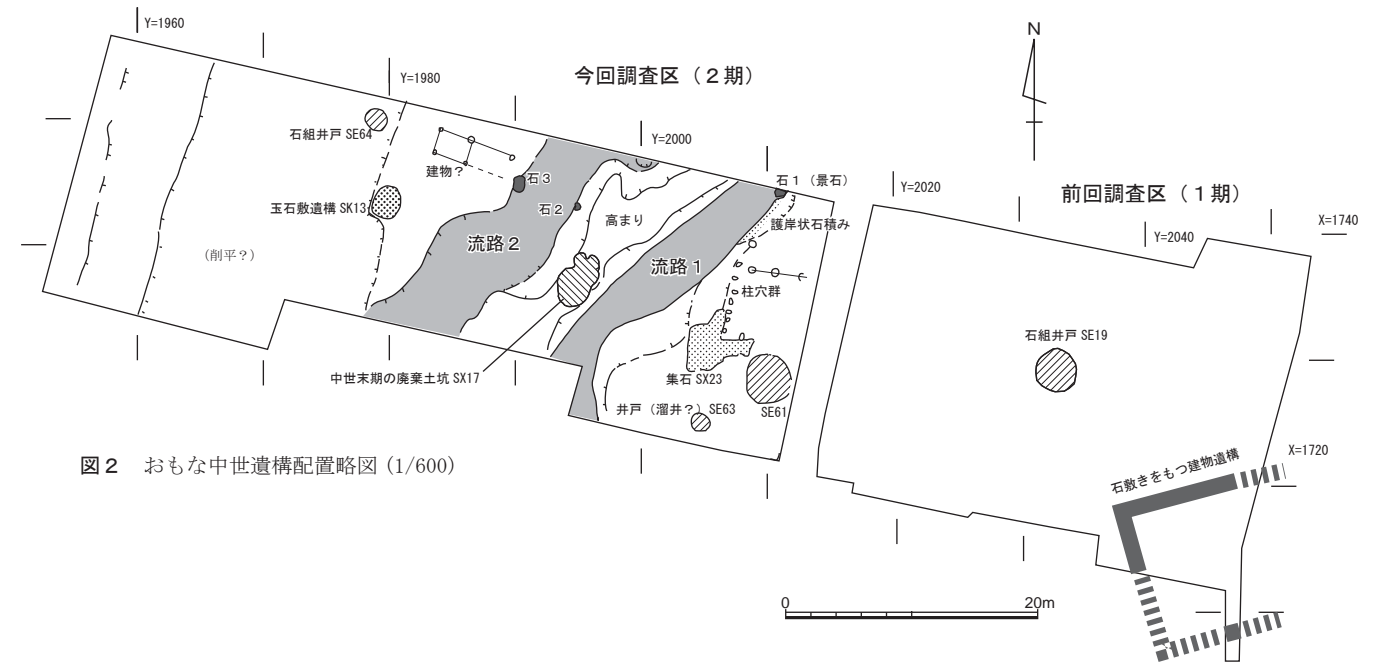 Y=1960
Y=1980
今回調査区（２期）
N
Y=2000
石組井戸 SE64
建物？
石３
石１（景石）
Y=2020
前回調査区（１期）
X=1740
玉石敷遺構 SK13
石２
高まり
護岸状石積み
Y=2040
（削平？）
流路２
流路１
柱穴群
石組井戸 SE19
中世末期の廃棄土坑 SX17
集石 SX23
井戸（溜井？）SE63
SE61
図２　おもな中世遺構配置略図 (1/600)
石敷きをもつ建物遺構
X=1720
0
20m